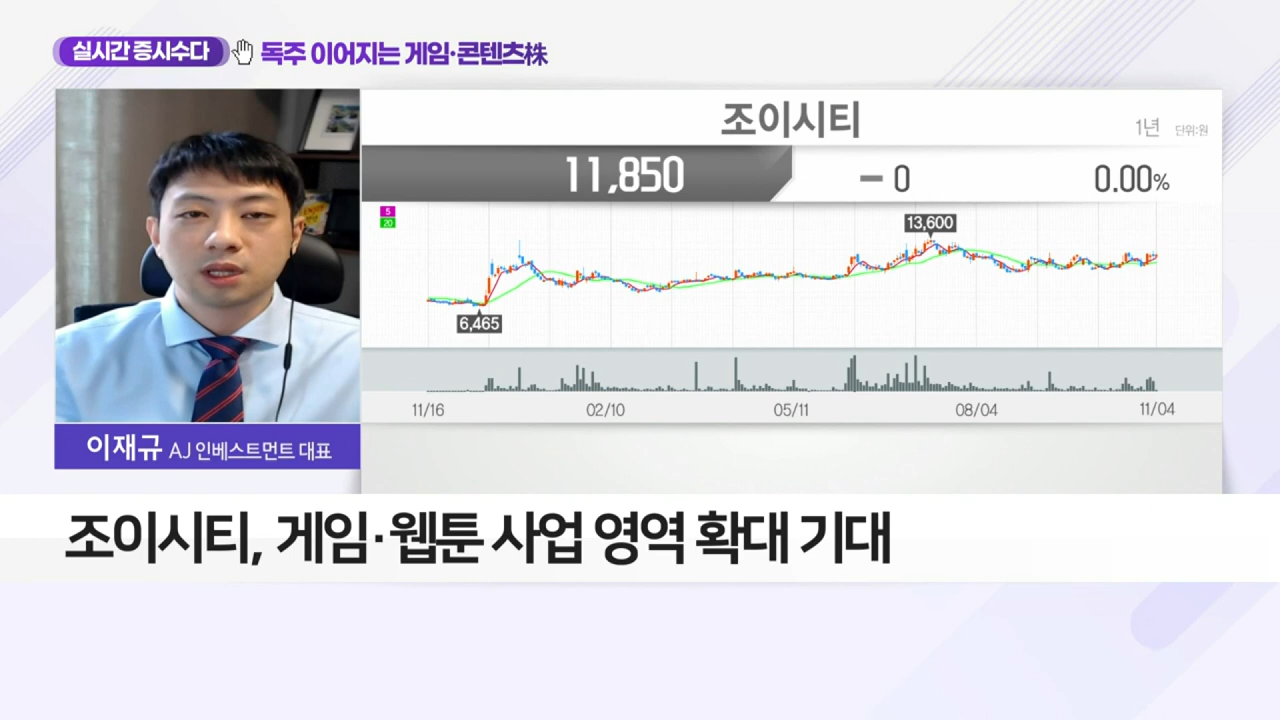 실시간 증시수다 독주 이어지는 게임·콘텐츠株
조이시티
1년 단위:원
11,850 0 0.00%
5
20
13,600
6,465
11/16 02/10 05/11 08/04 11/04
이재규 AJ 인베스트먼트 대표
조이시티, 게임·웹툰 사업 영역 확대 기대